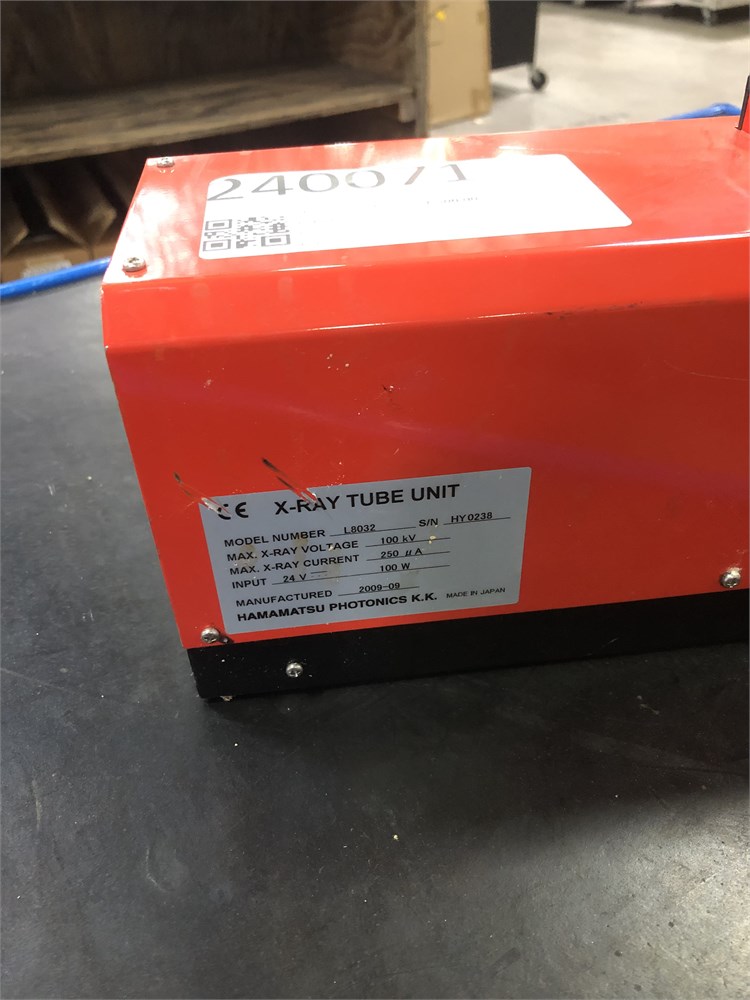 240071
CE X-RAY TUBE UNIT
MODEL NUMBER L8032 S/N HY0238
MAX. X-RAY VOLTAGE 100 kV
MAX. X-RAY CURRENT 250 μA
INPUT 24 V 100 W
MANUFACTURED 2009-09
HAMAMATSU PHOTONICS K.K. MADE IN JAPAN